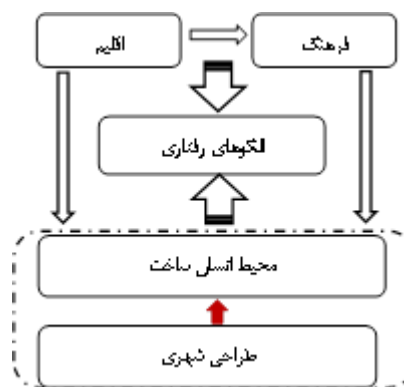 اقلیم
فرهنگ
الگوهای رفتاری
محیط انسان ساخت
طراحی شهری